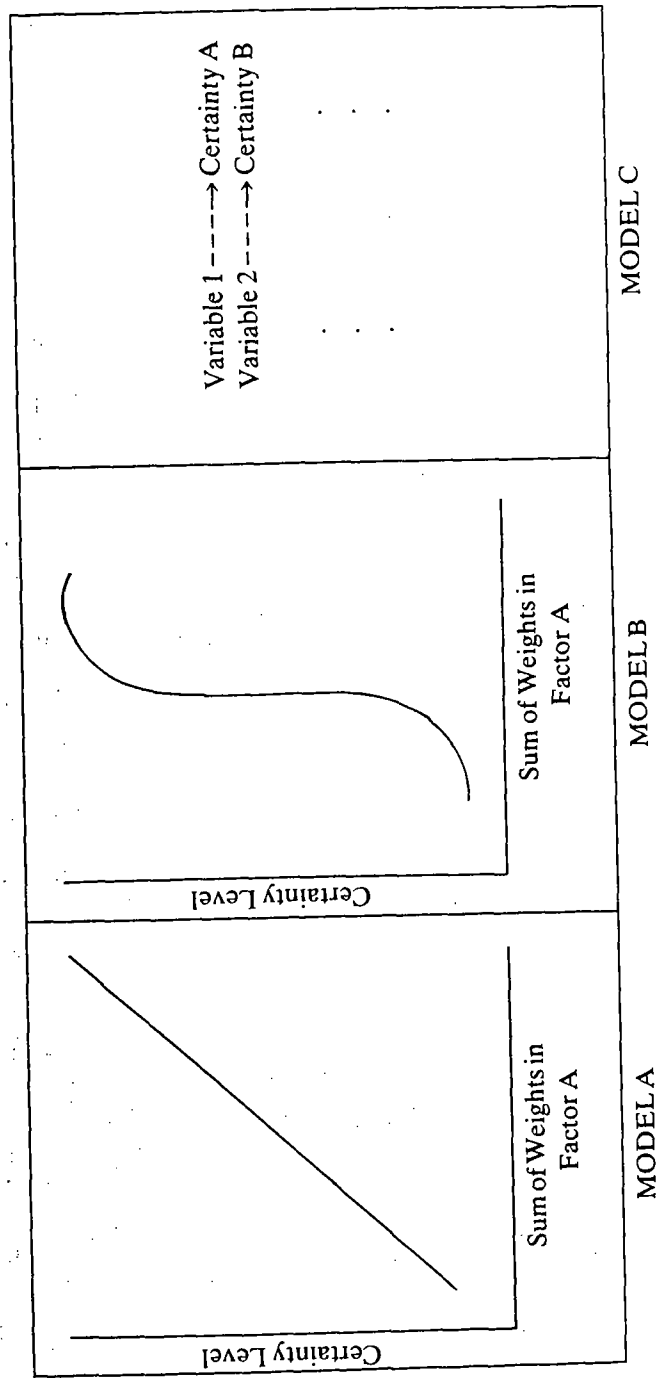 Certainty Level
Sum of Weights in
Factor A
MODEL A
Certainty Level
Sum of Weights in
Factor A
MODEL B
Variable 1 ----→ Certainty A
Variable 2 ----→ Certainty B
. .
. .
. .
MODEL C